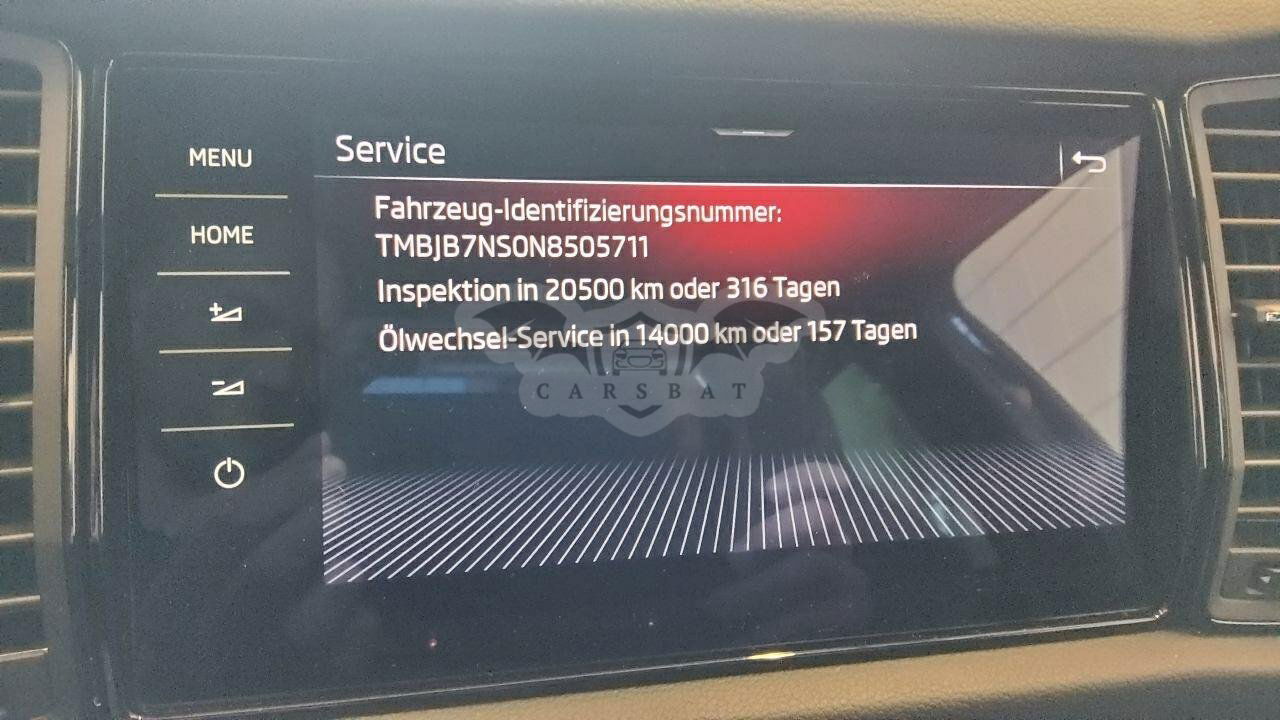 Service
MENU
HOME
Fahrzeug-Identifizierungsnummer:
TMBJB7NS0N8505711
Inspektion in 20500 km oder 316 Tagen
Ölwechsel-Service in 14000 km oder 157 Tagen
CARSBAT